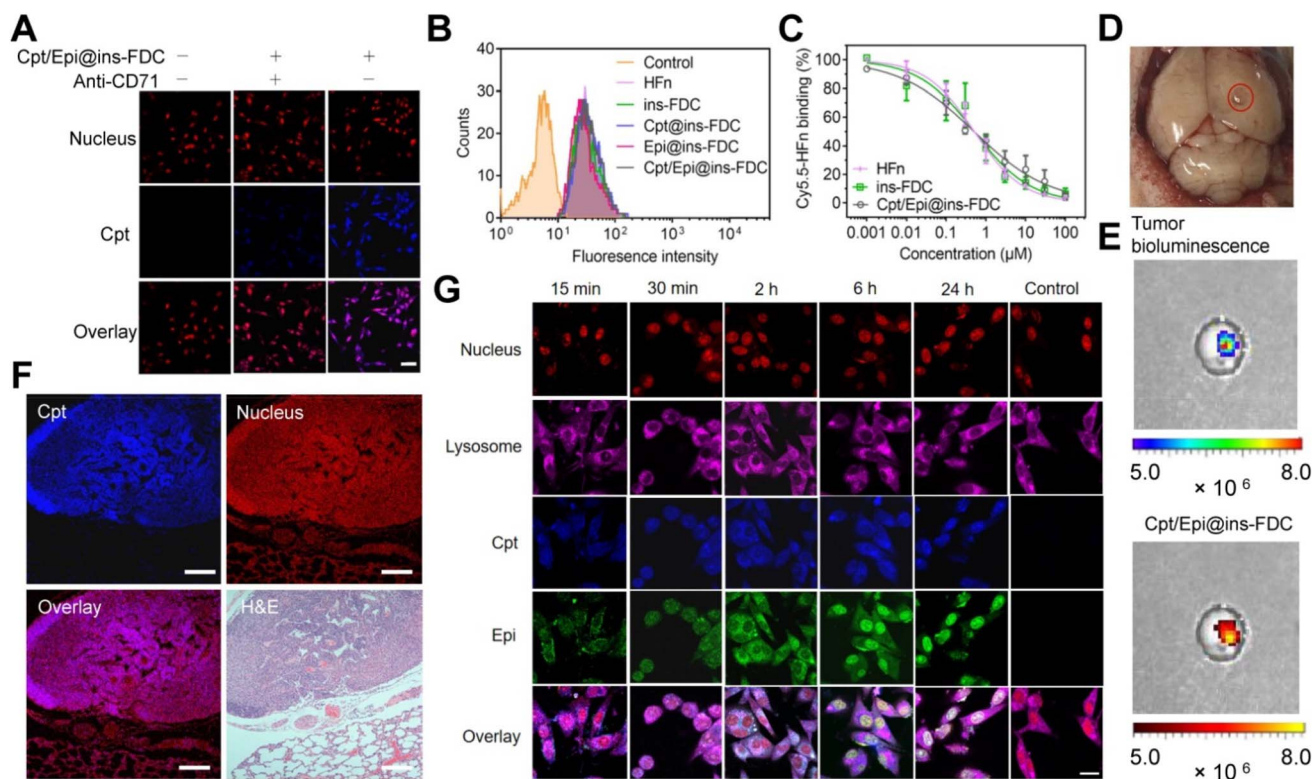 A
Cpt/Epi@ins-FDC − + +
Anti-CD71 − + −
Nucleus
Cpt
Overlay
B
40
30
20
10
0
Counts
Control
HFn
ins-FDC
Cpt@ins-FDC
Epi@ins-FDC
Cpt/Epi@ins-FDC
10⁰ 10¹ 10² 10³ 10⁴
Fluoresence intensity
C
100
80
60
40
20
0
Cy5.5-HFn binding (%)
HFn
ins-FDC
Cpt/Epi@ins-FDC
0.001 0.01 0.1 1 10 100
Concentration (µM)
D
E
Tumor
bioluminescence
5.0 8.0
× 10 ⁶
Cpt/Epi@ins-FDC
5.0 8.0
× 10 ⁶
F
Cpt
Nucleus
Overlay
H&E
G
15 min 30 min 2 h 6 h 24 h Control
Nucleus
Lysosome
Cpt
Epi
Overlay